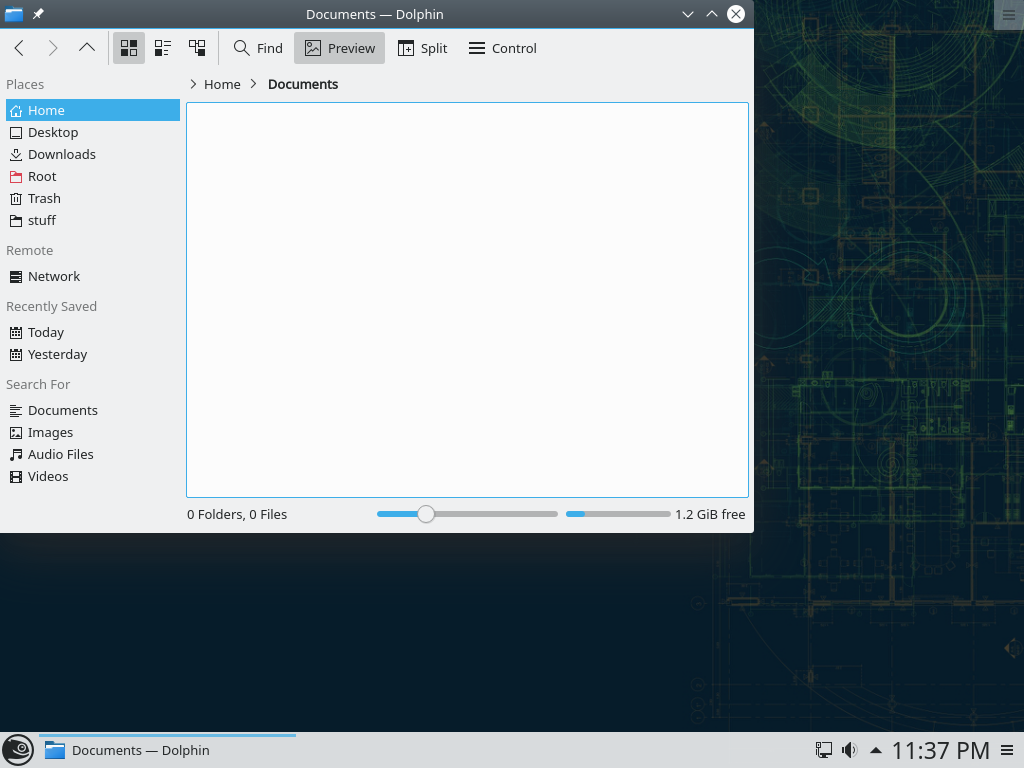 Documents — Dolphin
Find
Preview
Split
Control
Places
Home
Desktop
Downloads
Root
Trash
stuff
Remote
Network
Recently Saved
Today
Yesterday
Search For
Documents
Images
Audio Files
Videos
Home
Documents
0 Folders, 0 Files
1.2 GiB free
Documents — Dolphin
11:37 PM